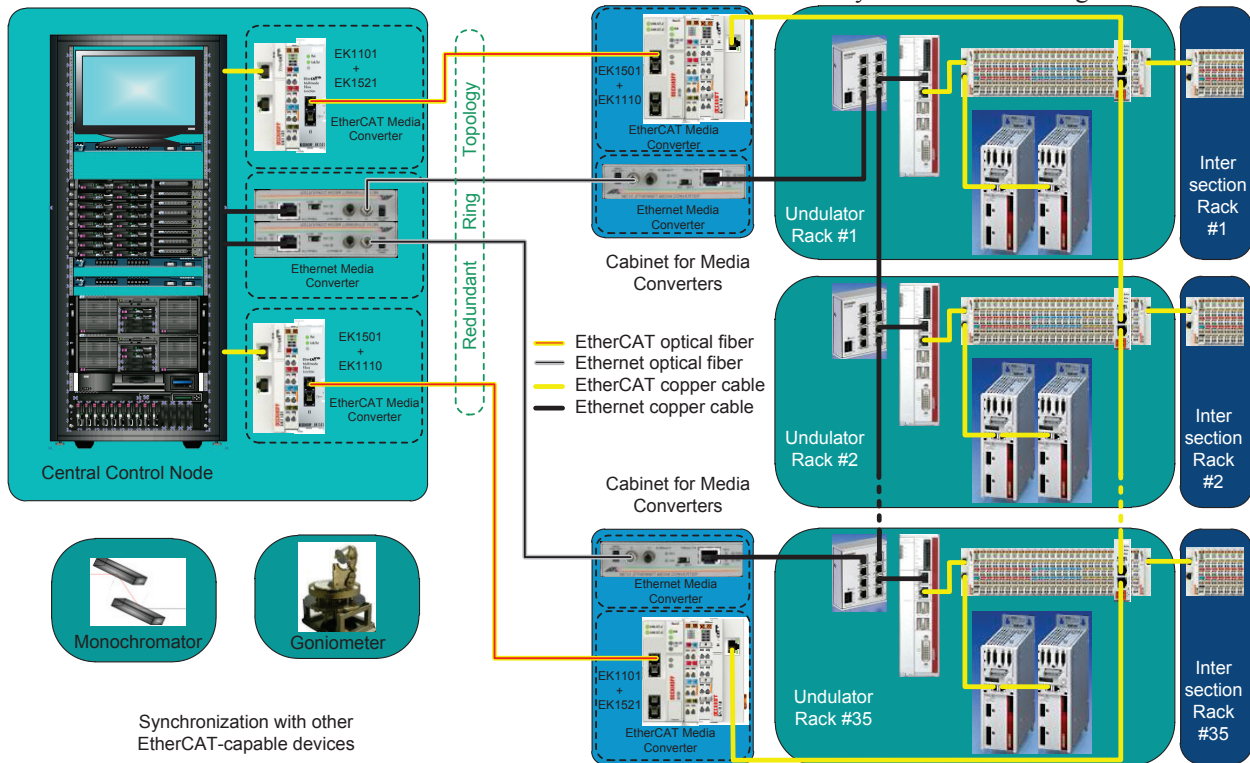 EK1101
+
EK1521
EtherCAT Media
Converter
Ethernet Media
Converter
EK1501
+
EK1110
EtherCAT Media
Converter
Central Control Node
Redundant Ring Topology
EK1501
+
EK1110
EtherCAT Media
Converter
Ethernet Media
Converter
Cabinet for Media
Converters
EtherCAT optical fiber
Ethernet optical fiber
EtherCAT copper cable
Ethernet copper cable
Cabinet for Media
Converters
Ethernet Media
Converter
EK1101
+
EK1521
EtherCAT Media
Converter
Undulator
Rack #1
Inter
section
Rack
#1
Undulator
Rack #2
Inter
section
Rack
#2
Undulator
Rack #35
Inter
section
Rack
#35
Monochromator
Goniometer
Synchronization with other
EtherCAT-capable devices